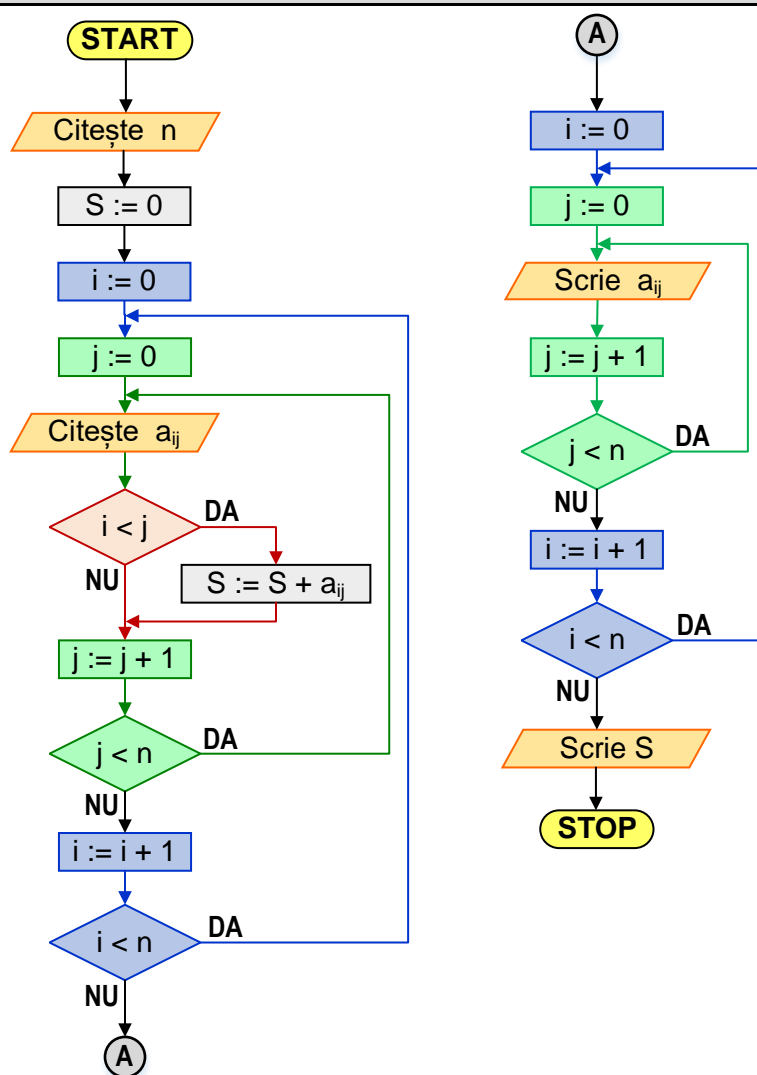 START
Citește n
S := 0
i := 0
j := 0
Citește aij
i < j
DA
NU
S := S + aij
j := j + 1
j < n
DA
NU
i := i + 1
i < n
DA
NU
A
A
i := 0
j := 0
Scrie aij
j := j + 1
j < n
DA
NU
i := i + 1
i < n
DA
NU
Scrie S
STOP